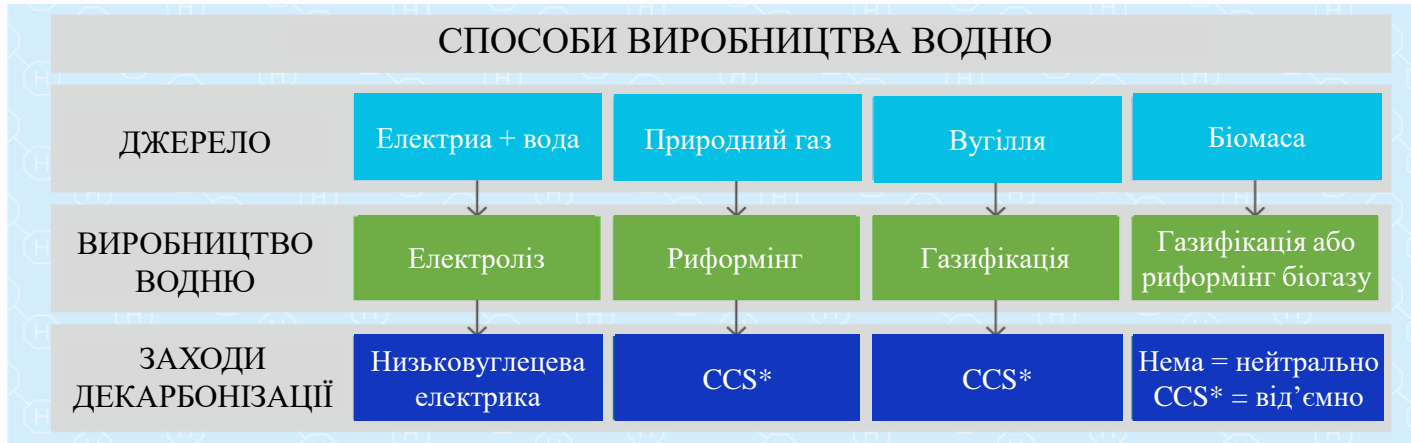 СПОСОБИ ВИРОБНИЦТВА ВОДНЮ
ДЖЕРЕЛО
Електриа + вода
Природний газ
Вугілля
Біомаса
ВИРОБНИЦТВО
ВОДНЮ
Електроліз
Риформінг
Газифікація
Газифікація або
риформінг біогазу
ЗАХОДИ
ДЕКАРБОНІЗАЦІЇ
Низьковуглецева
електрика
CCS*
CCS*
Нема = нейтрально
CCS* = від’ємно